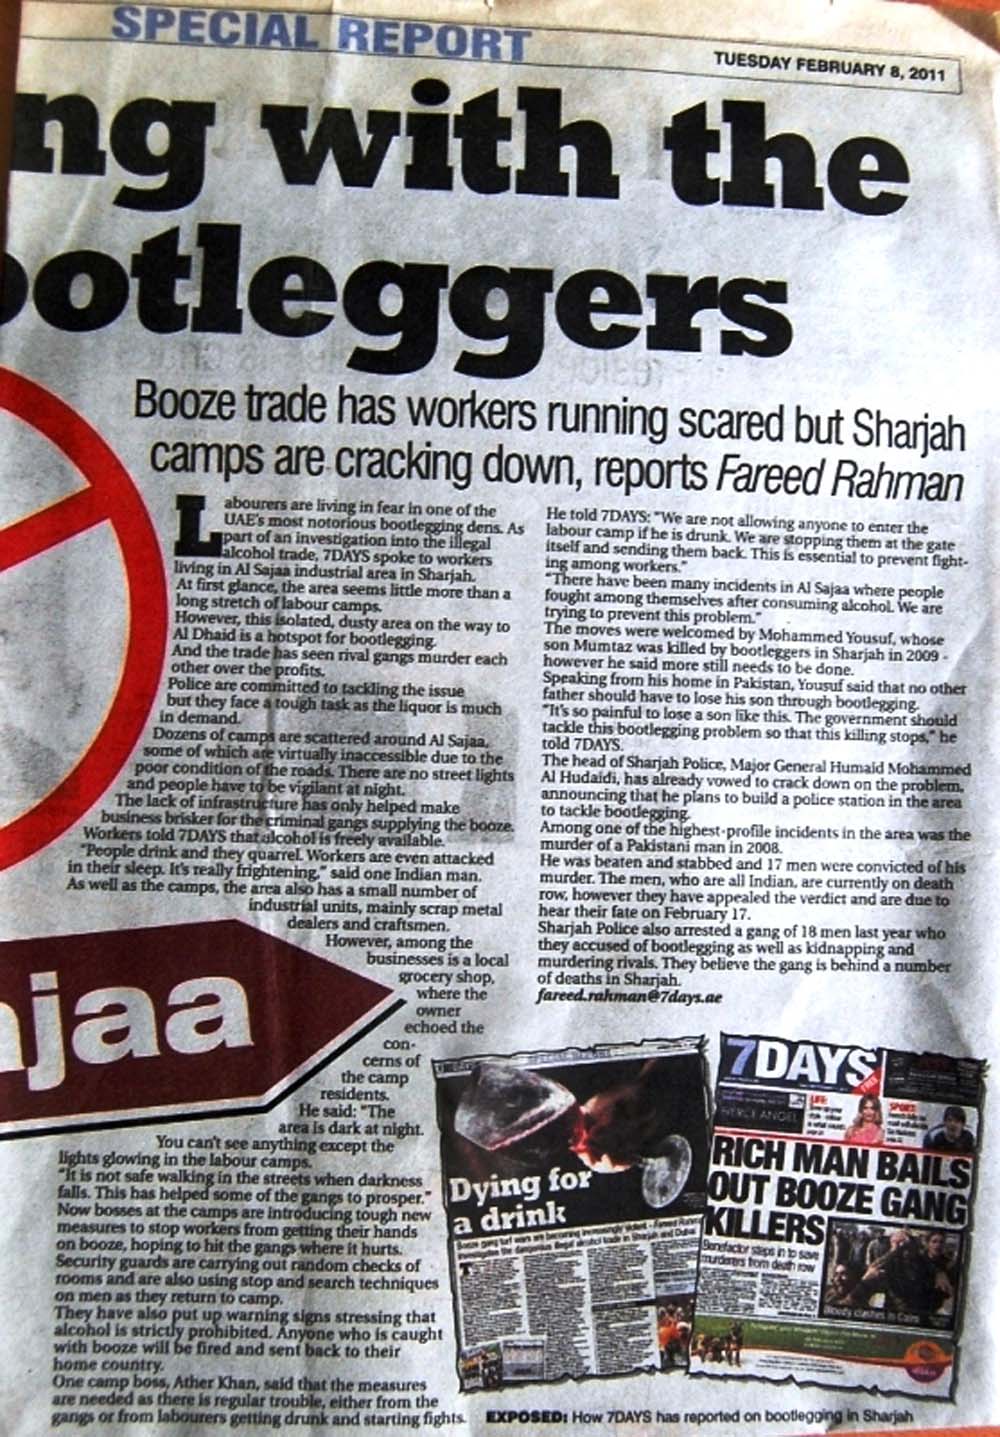 SPECIAL REPORT
TUESDAY FEBRUARY 8, 2011
ng with the
ootleggers
Booze trade has workers running scared but Sharjah
camps are cracking down, reports Fareed Rahman
Labourers are living in fear in one of the
UAE's most notorious bootlegging dens. As
part of an investigation into the illegal
alcohol trade, 7DAYS spoke to workers
living in Al Sajaa industrial area in Sharjah.
At first glance, the area seems little more than a
long stretch of labour camps.
However, this isolated, dusty area on the way to
Al Dhaid is a hotspot for bootlegging.
And the trade has seen rival gangs murder each
other over the profits.
Police are committed to tackling the issue
but they face a tough task as the liquor is much
in demand.
Dozens of camps are scattered around Al Sajaa,
some of which are virtually inaccessible due to the
poor condition of the roads. There are no street lights
and people have to be vigilant at night.
The lack of infrastructure has only helped make
business brisker for the criminal gangs supplying the booze.
Workers told 7DAYS that alcohol is freely available.
"People drink and they quarrel. Workers are even attacked
in their sleep. It's really frightening," said one Indian man.
As well as the camps, the area also has a small number of
industrial units, mainly scrap metal
dealers and craftsmen.
However, among the
businesses is a local
grocery shop,
where the
owner
echoed the
con-
cerns of
the camp
residents.
He said: "The
area is dark at night.
You can't see anything except the
lights glowing in the labour camps.
"It is not safe walking in the streets when darkness
falls. This has helped some of the gangs to prosper."
Now bosses at the camps are introducing tough new
measures to stop workers from getting their hands
on booze, hoping to hit the gangs where it hurts.
Security guards are carrying out random checks of
rooms and are also using stop and search techniques
on men as they return to camp.
They have also put up warning signs stressing that
alcohol is strictly prohibited. Anyone who is caught
with booze will be fired and sent back to their
home country.
One camp boss, Ather Khan, said that the measures
are needed as there is regular trouble, either from the
gangs or from labourers getting drunk and starting fights.
He told 7DAYS: "We are not allowing anyone to enter the
labour camp if he is drunk. We are stopping them at the gate
itself and sending them back. This is essential to prevent fight-
ing among workers."
"There have been many incidents in Al Sajaa where people
fought among themselves after consuming alcohol. We are
trying to prevent this problem."
The moves were welcomed by Mohammed Yousuf, whose
son Mumtaz was killed by bootleggers in Sharjah in 2009 -
however he said more still needs to be done.
Speaking from his home in Pakistan, Yousuf said that no other
father should have to lose his son through bootlegging.
"It's so painful to lose a son like this. The government should
tackle this bootlegging problem so that this killing stops," he
told 7DAYS.
The head of Sharjah Police, Major General Humaid Mohammed
Al Hudaidi, has already vowed to crack down on the problem,
announcing that he plans to build a police station in the area
to tackle bootlegging.
Among one of the highest-profile incidents in the area was the
murder of a Pakistani man in 2008.
He was beaten and stabbed and 17 men were convicted of his
murder. The men, who are all Indian, are currently on death
row, however they have appealed the verdict and are due to
hear their fate on February 17.
Sharjah Police also arrested a gang of 18 men last year who
they accused of bootlegging as well as kidnapping and
murdering rivals. They believe the gang is behind a number
of deaths in Sharjah.
fareed.rahman@7days.ae
ajaa
Dying for
a drink
7DAYS
FREE
FIERCE ANGEL
LIFE:
SPORT:
RICH MAN BAILS
OUT BOOZE GANG
KILLERS
Benefactor steps in to save
murderers from death row
Bloody clashes in Cairo
EXPOSED: How 7DAYS has reported on bootlegging in Sharjah